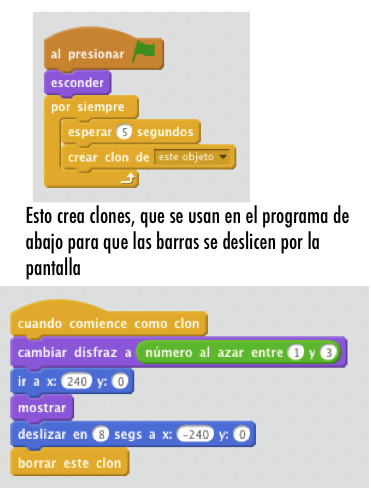 al presionar
esconder
por siempre
esperar 5 segundos
crear clon de este objeto
Esto crea clones, que se usan en el programa de
abajo para que las barras se deslicen por la
pantalla
cuando comience como clon
cambiar disfraz a número al azar entre 1 y 3
ir a x: 240 y: 0
mostrar
deslizar en 8 segs a x: -240 y: 0
borrar este clon